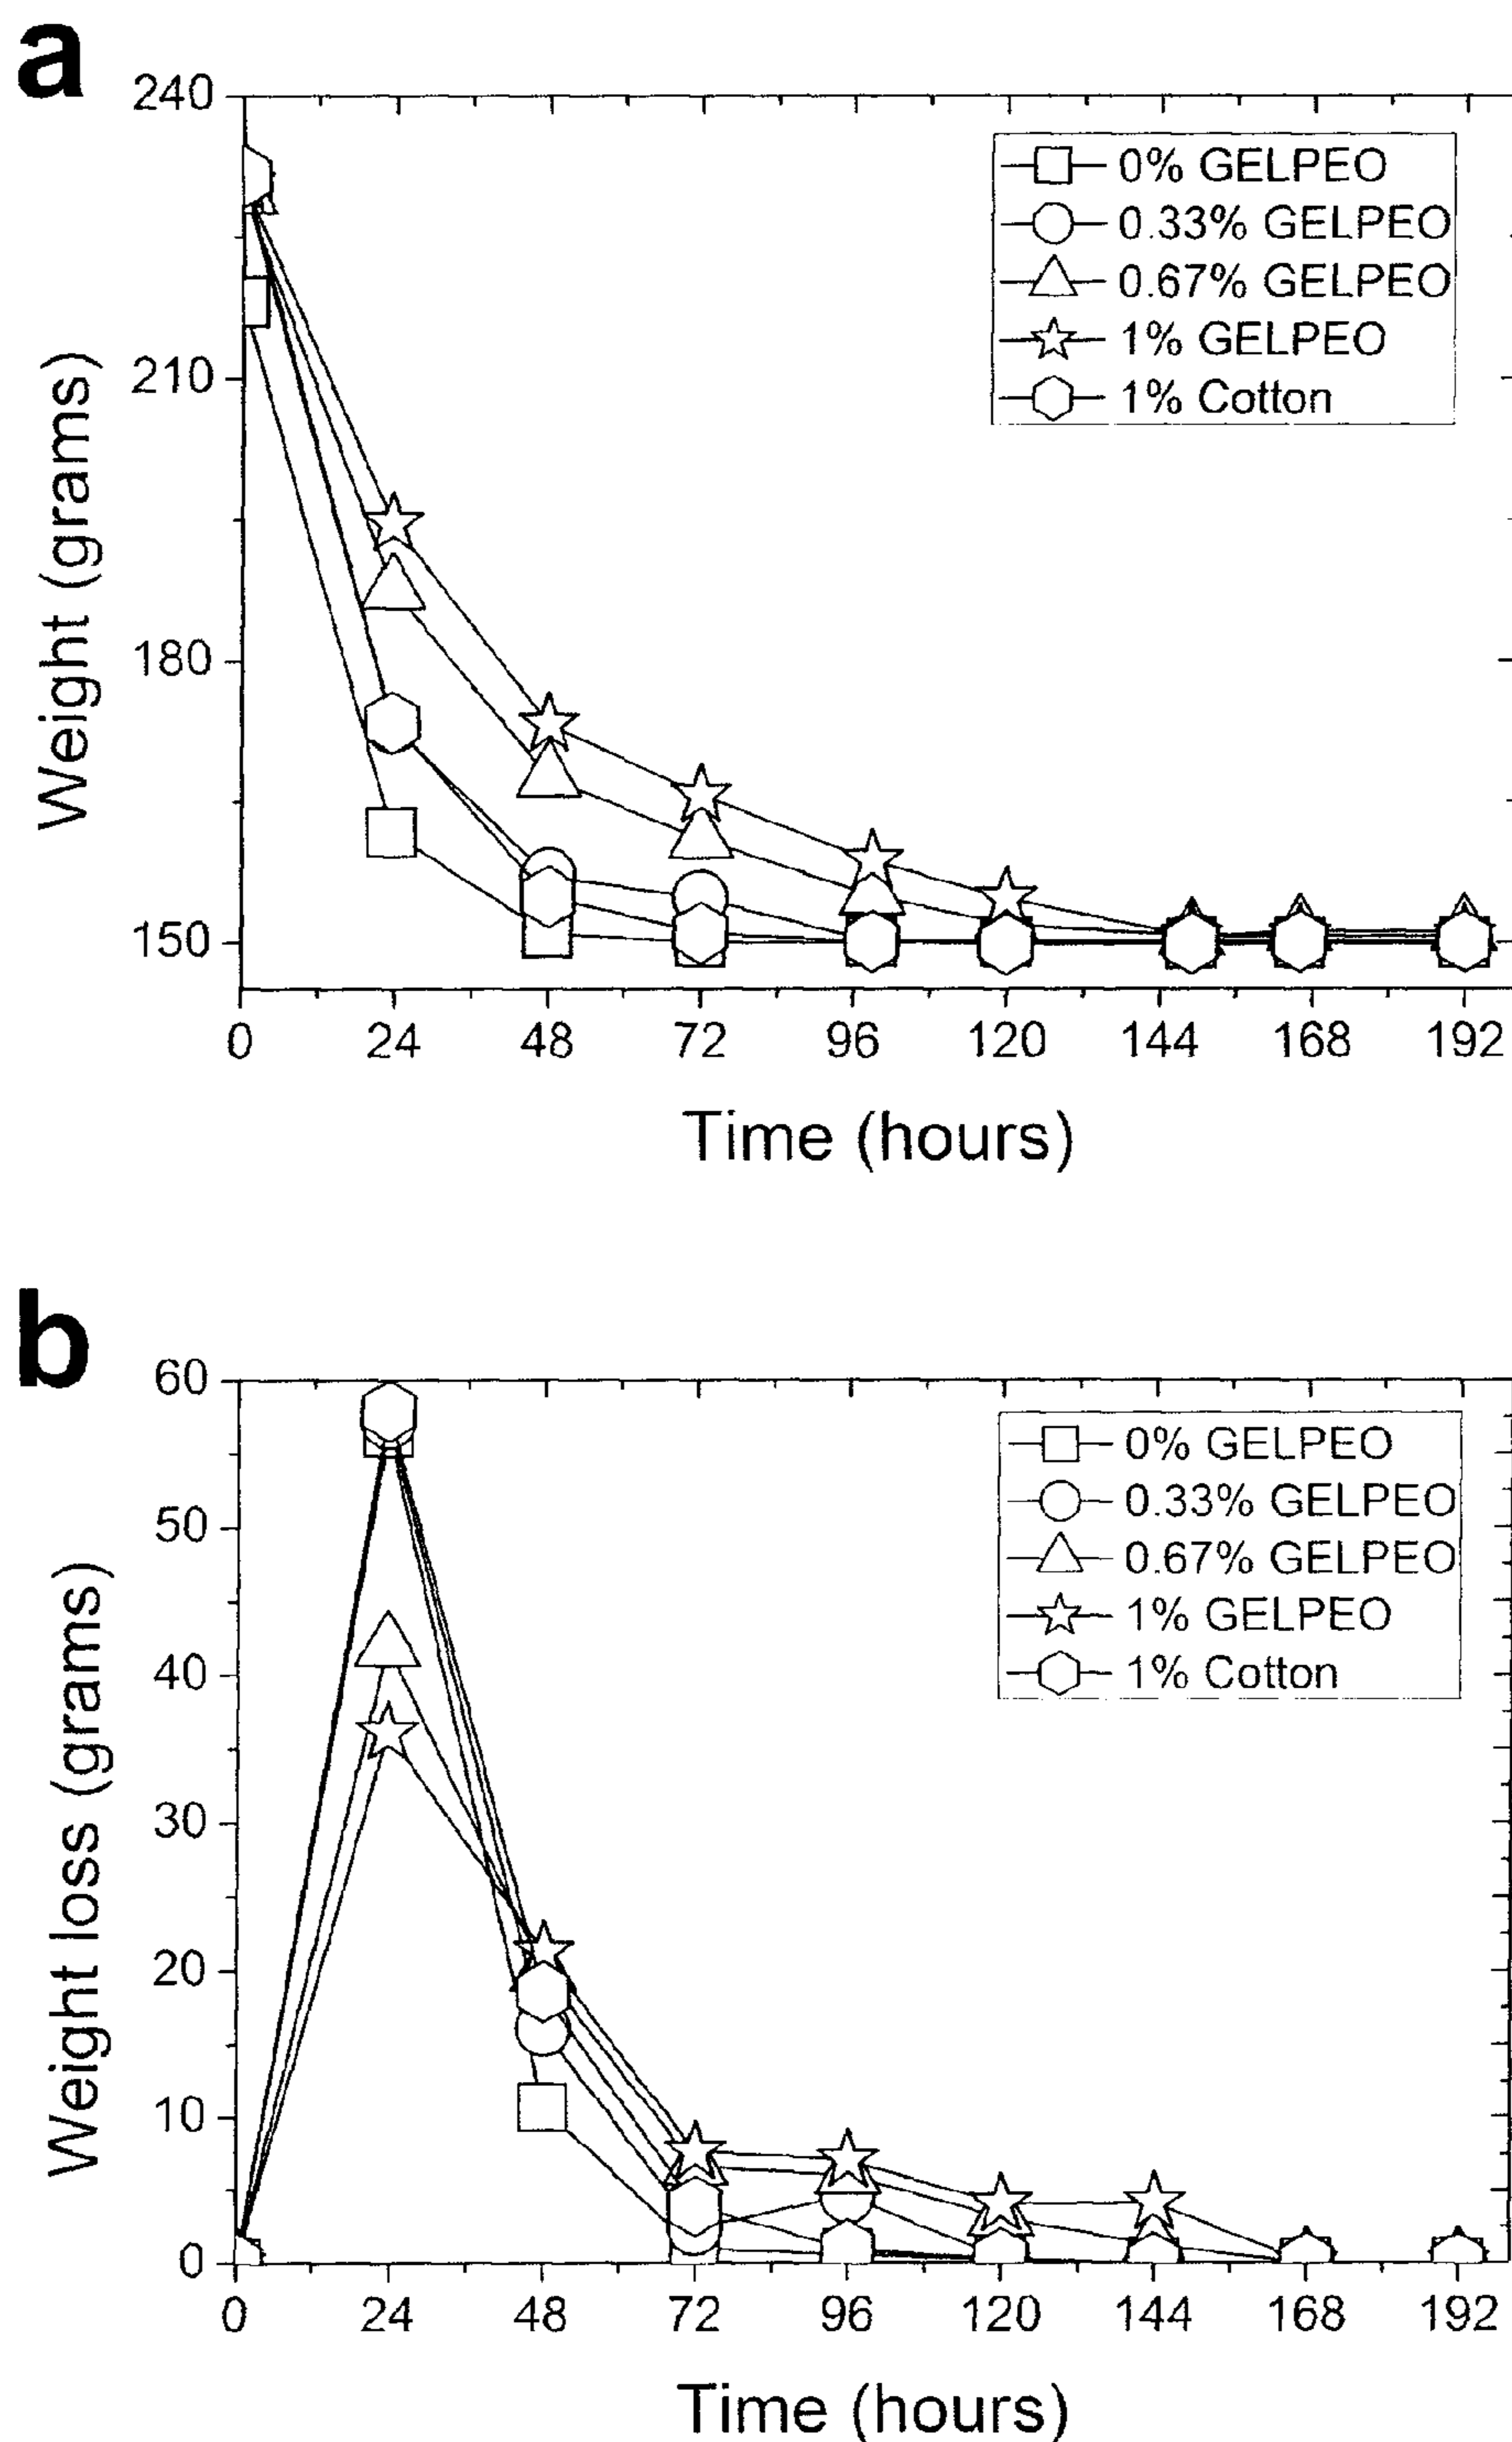 a
240
210
180
150
Weight (grams)
0% GELPEO
0.33% GELPEO
0.67% GELPEO
1% GELPEO
1% Cotton
0 24 48 72 96 120 144 168 192
Time (hours)
b
60
50
40
30
20
10
0
Weight loss (grams)
0% GELPEO
0.33% GELPEO
0.67% GELPEO
1% GELPEO
1% Cotton
0 24 48 72 96 120 144 168 192
Time (hours)